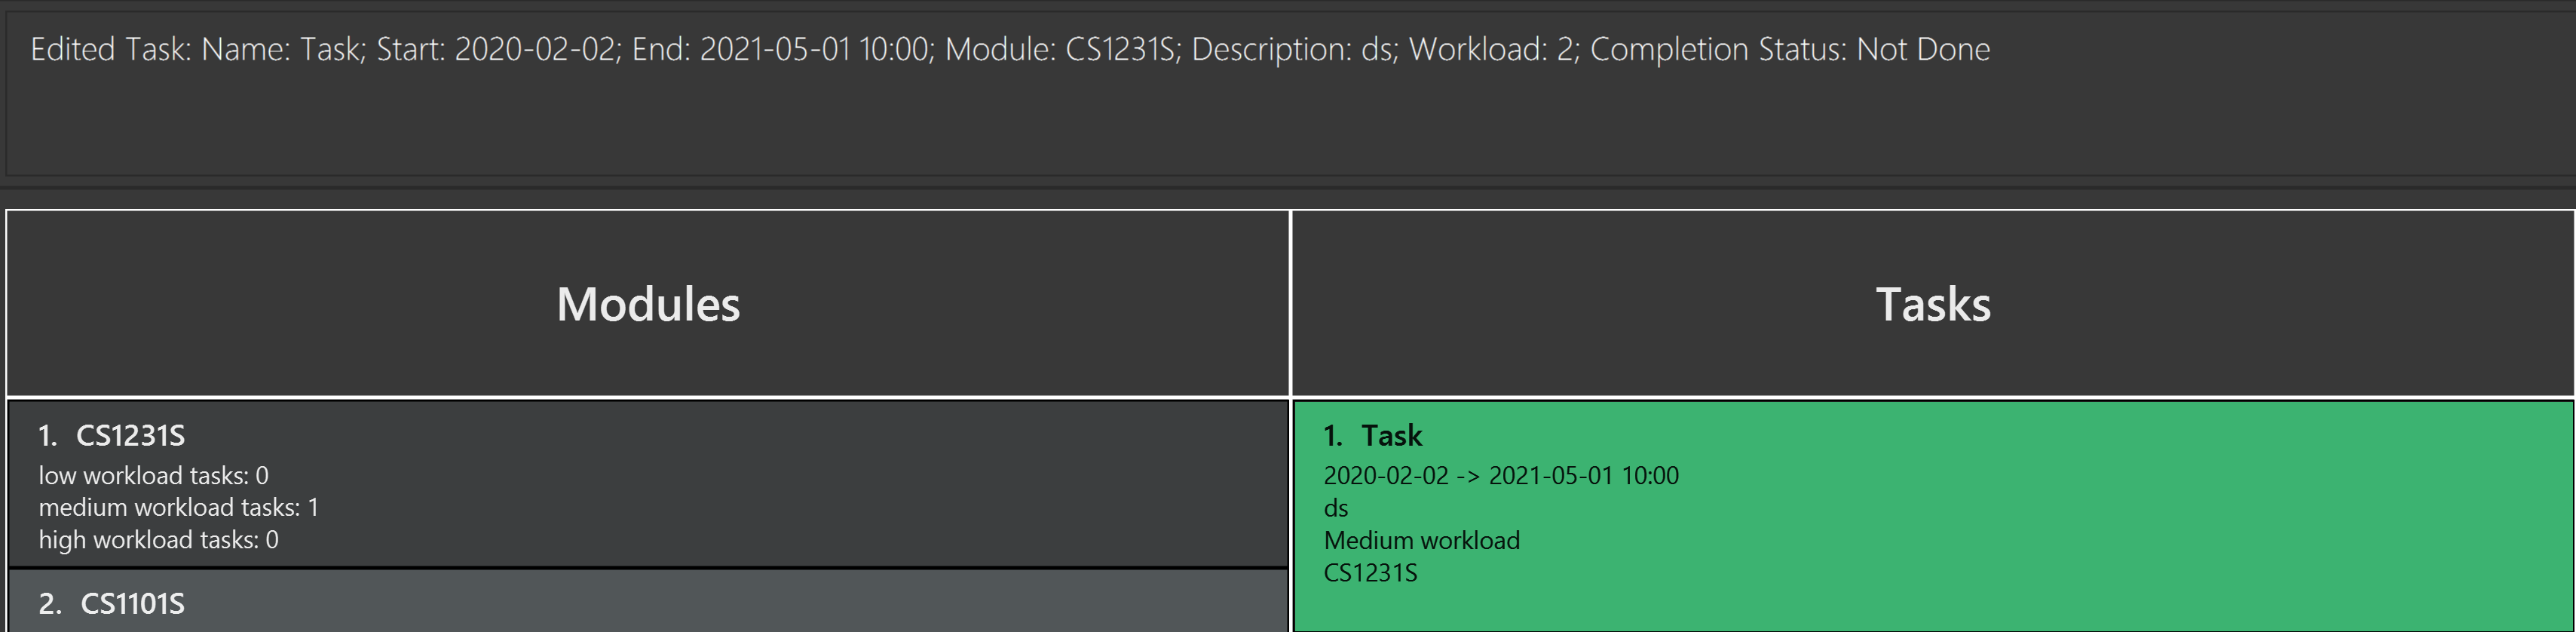 Edited Task: Name: Task; Start: 2020-02-02; End: 2021-05-01 10:00; Module: CS1231S; Description: ds; Workload: 2; Completion Status: Not Done
Modules
Tasks
1. CS1231S
low workload tasks: 0
medium workload tasks: 1
high workload tasks: 0
2. CS1101S
1. Task
2020-02-02 -> 2021-05-01 10:00
ds
Medium workload
CS1231S